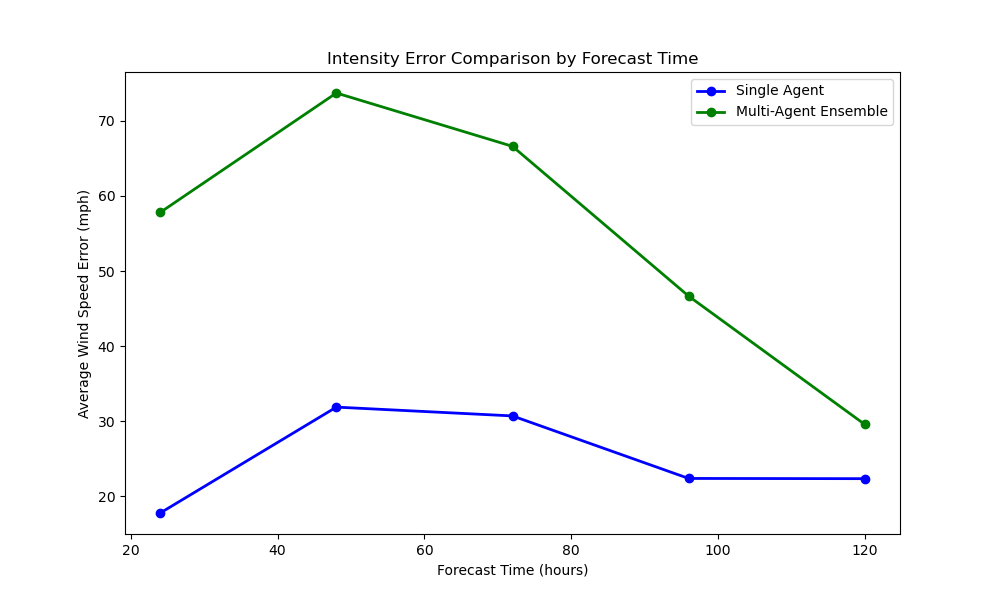 Intensity Error Comparison by Forecast Time
Single Agent
Multi-Agent Ensemble
Average Wind Speed Error (mph)
70
60
50
40
30
20
20 40 60 80 100 120
Forecast Time (hours)